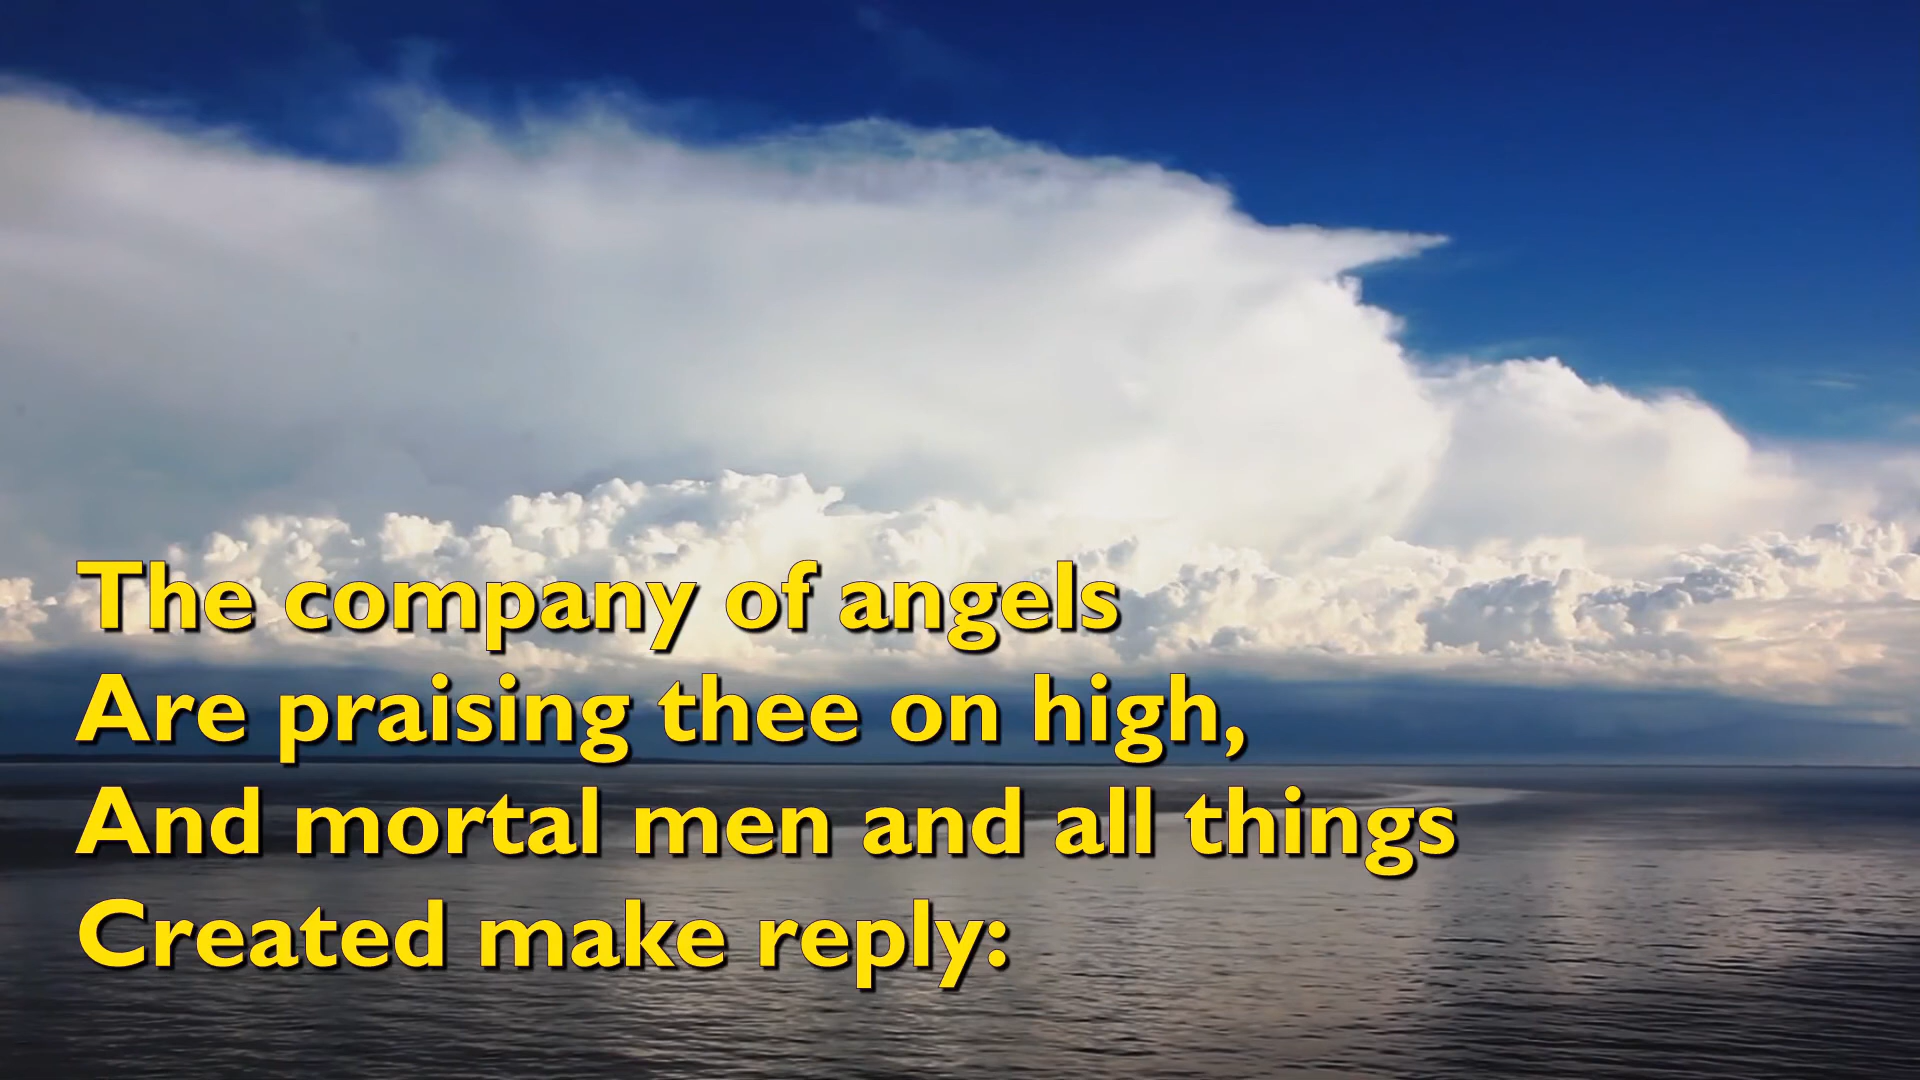 The company of angels
Are praising thee on high,
And mortal men and all things
Created make reply: